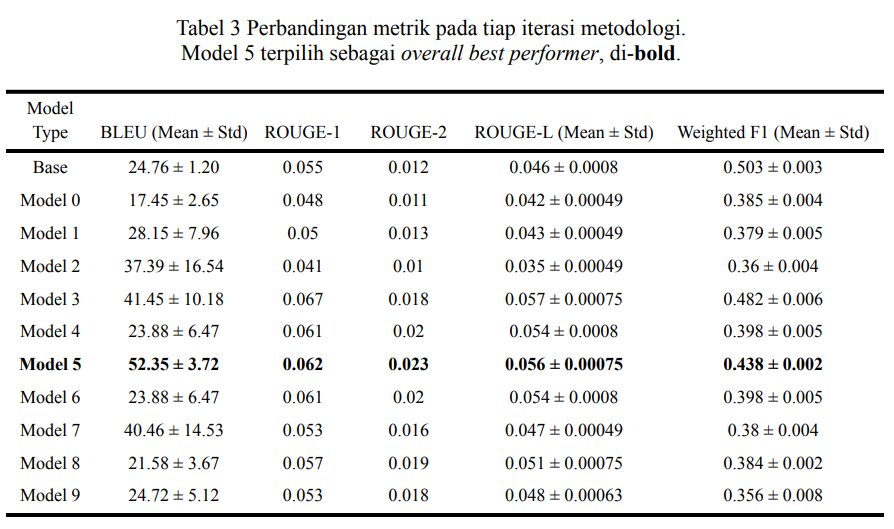 Tabel 3 Perbandingan metrik pada tiap iterasi metodologi.
Model 5 terpilih sebagai overall best performer, di-bold.
Model Type BLEU (Mean ± Std) ROUGE-1 ROUGE-2 ROUGE-L (Mean ± Std) Weighted F1 (Mean ± Std)
Base 24.76 ± 1.20 0.055 0.012 0.046 ± 0.0008 0.503 ± 0.003
Model 0 17.45 ± 2.65 0.048 0.011 0.042 ± 0.00049 0.385 ± 0.004
Model 1 28.15 ± 7.96 0.05 0.013 0.043 ± 0.00049 0.379 ± 0.005
Model 2 37.39 ± 16.54 0.041 0.01 0.035 ± 0.00049 0.36 ± 0.004
Model 3 41.45 ± 10.18 0.067 0.018 0.057 ± 0.00075 0.482 ± 0.006
Model 4 23.88 ± 6.47 0.061 0.02 0.054 ± 0.0008 0.398 ± 0.005
Model 5 52.35 ± 3.72 0.062 0.023 0.056 ± 0.00075 0.438 ± 0.002
Model 6 23.88 ± 6.47 0.061 0.02 0.054 ± 0.0008 0.398 ± 0.005
Model 7 40.46 ± 14.53 0.053 0.016 0.047 ± 0.00049 0.38 ± 0.004
Model 8 21.58 ± 3.67 0.057 0.019 0.051 ± 0.00075 0.384 ± 0.002
Model 9 24.72 ± 5.12 0.053 0.018 0.048 ± 0.00063 0.356 ± 0.008